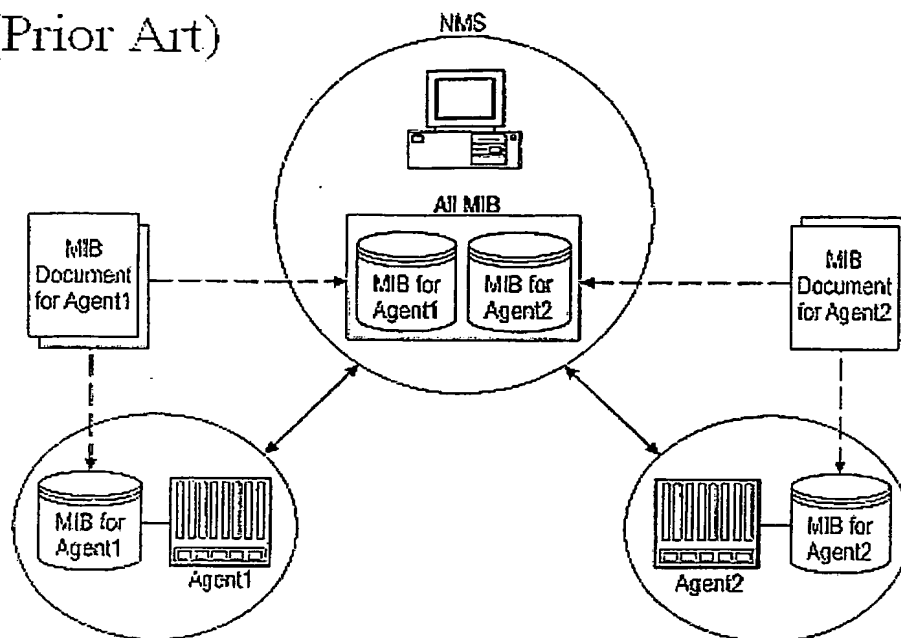 (Prior Art)
NMS
All MIB
MIB
Document
for Agent1
MIB for
Agent1
MIB for
Agent2
MIB
Document
for Agent2
MIB for
Agent1
Agent1
Agent2
MIB for
Agent2